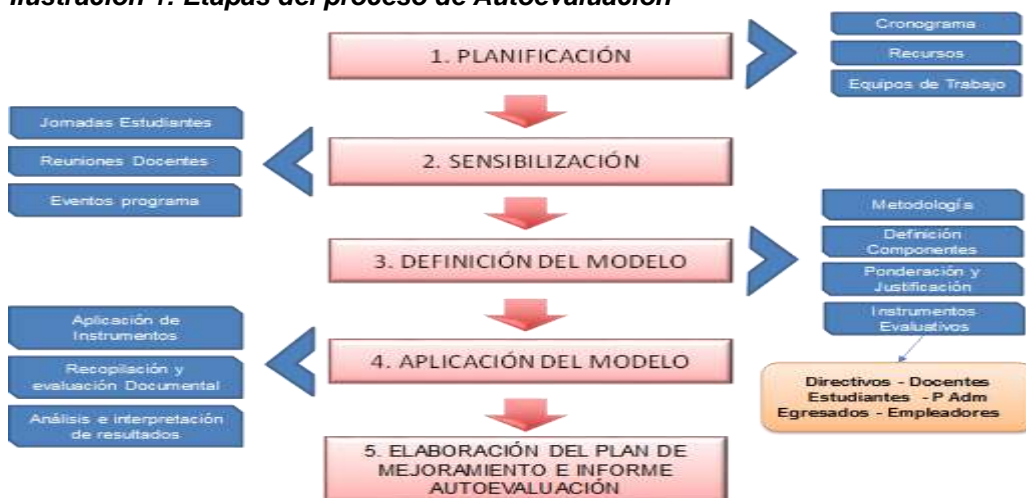 Ilustración 1: Etapas del proceso de Autoevaluación
1. PLANIFICACIÓN
Cronograma
Recursos
Equipos de Trabajo
2. SENSIBILIZACIÓN
Jornadas Estudiantes
Reuniones Docentes
Eventos programa
3. DEFINICIÓN DEL MODELO
Metodología
Definición
Componentes
Ponderación y
Justificación
Instrumentos
Evaluativos
Directivos - Docentes
Estudiantes - P Adm
Egresados - Empleadores
4. APLICACIÓN DEL MODELO
Aplicación de
Instrumentos
Recopilación y
evaluación Documental
Análisis e interpretación
de resultados
5. ELABORACIÓN DEL PLAN DE
MEJORAMIENTO E INFORME
AUTOEVALUACIÓN